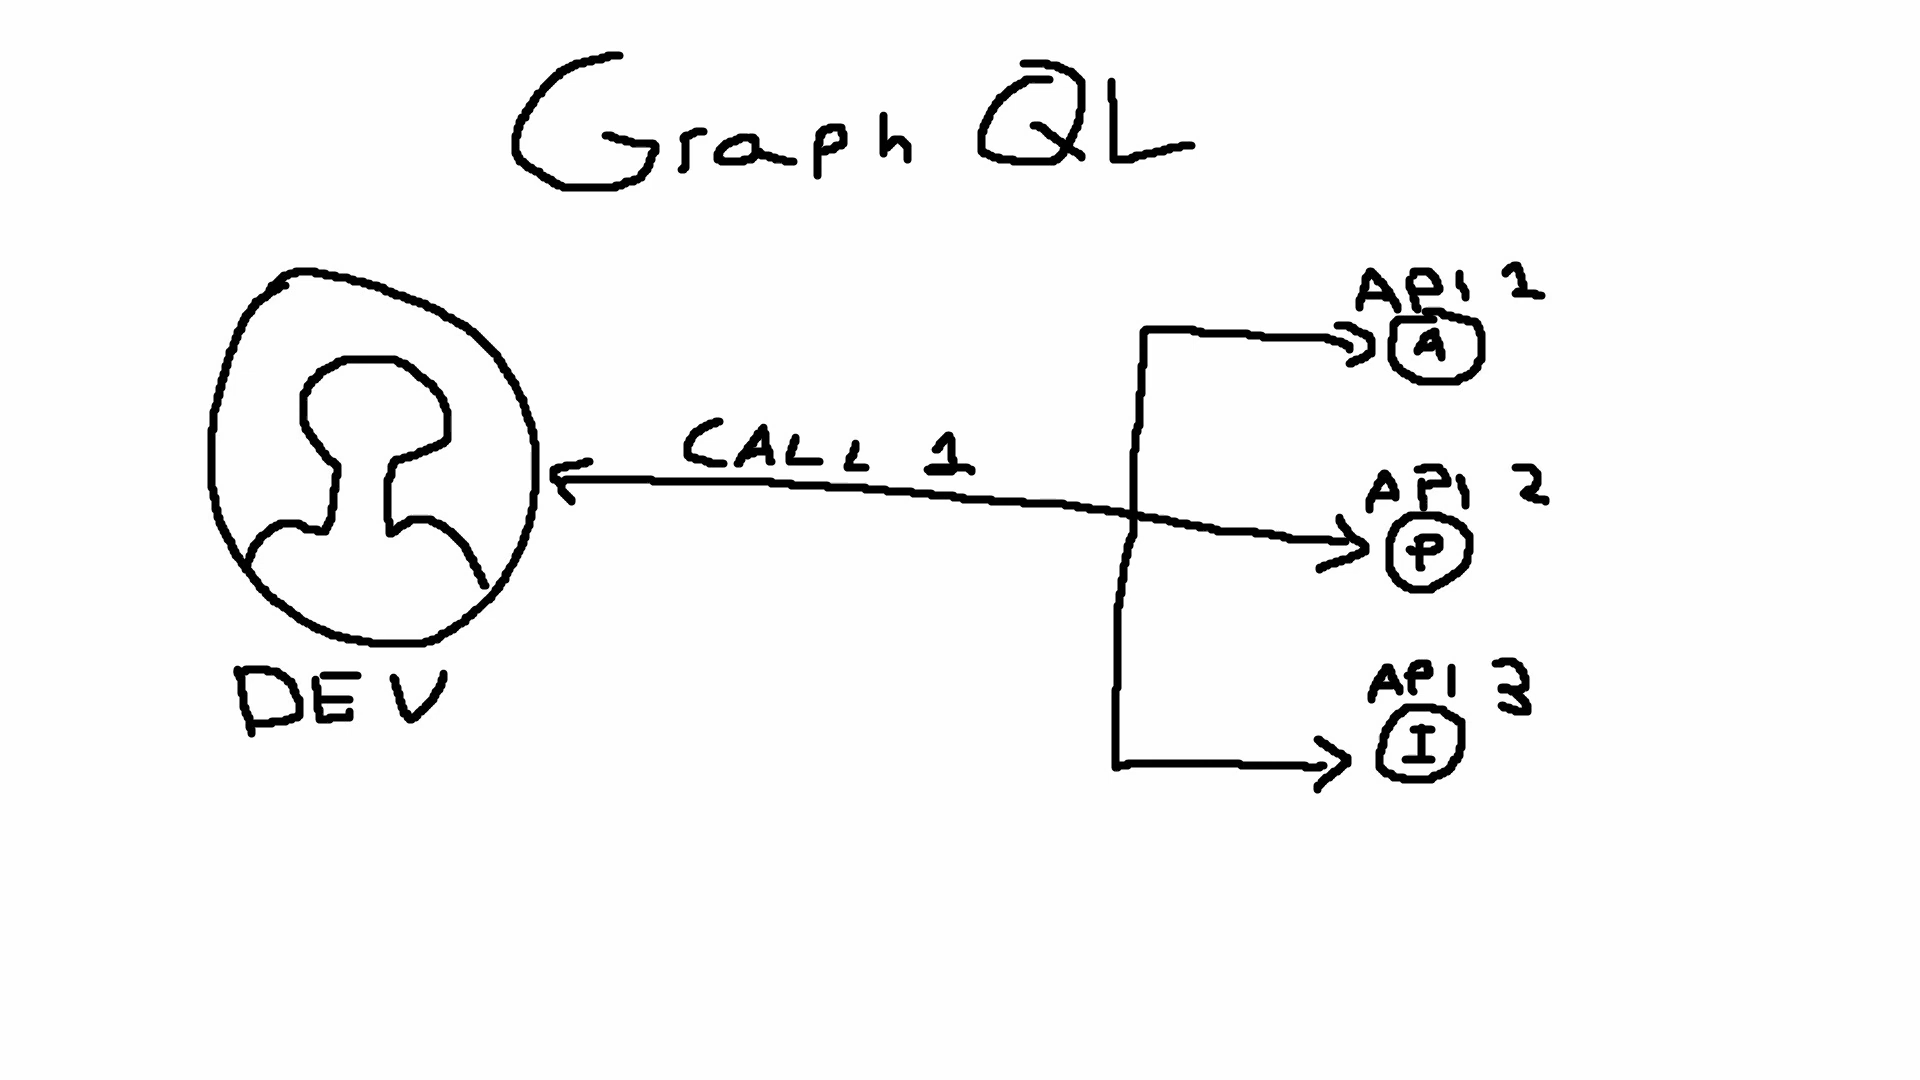 Graph QL
API 1
A
CALL 1
API 2
P
API 3
I
DEV